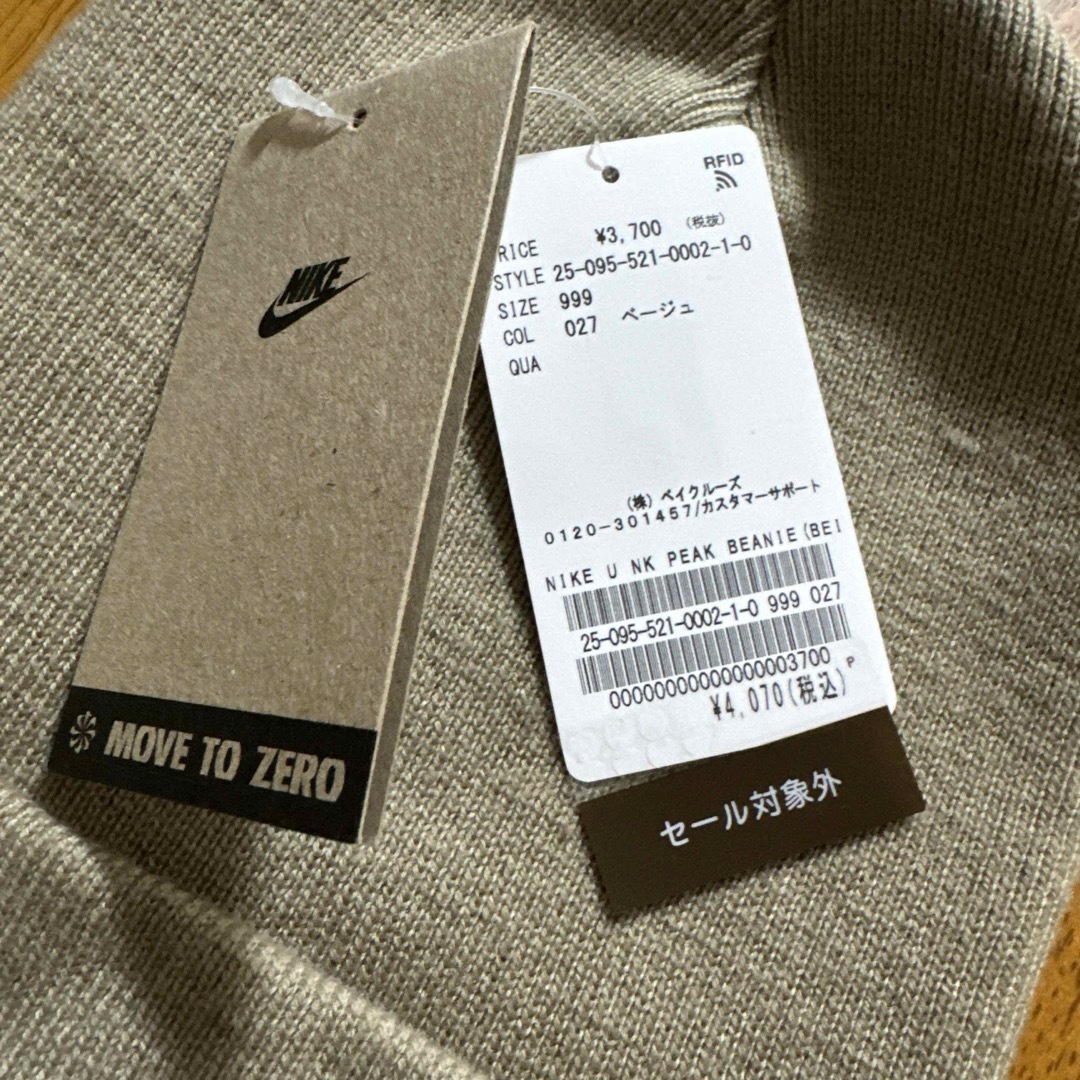 NIKE
MOVE TO ZERO
RFID
RICE ¥3,700 (税抜)
STYLE 25-095-521-0002-1-0
SIZE 999
COL 027 ベージュ
QUA
(株) ベイクルーズ
0120-301457/カスタマーサポート
NIKE U NK PEAK BEANIE(BEI
25-095-521-0002-1-0 999 027
00000000000000003700 P
¥4,070(税込)
セール対象外